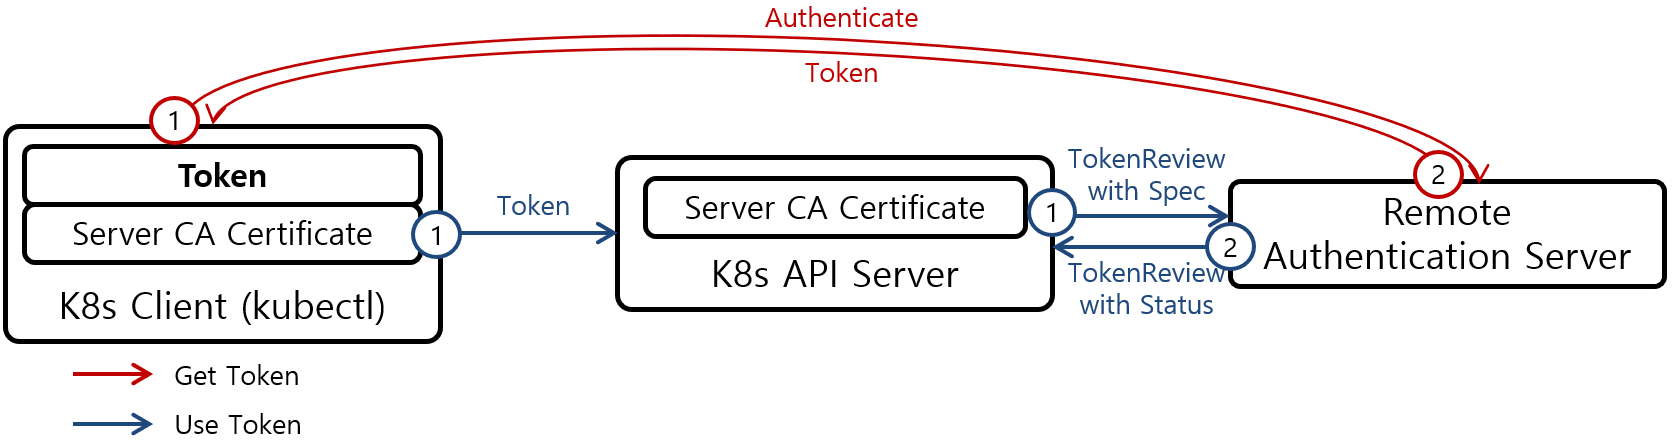 Authenticate
Token
1
Token
Server CA Certificate
1
K8s Client (kubectl)
Token
Server CA Certificate
1
K8s API Server
TokenReview
with Spec
TokenReview
with Status
2
2
Remote
Authentication Server
Get Token
Use Token